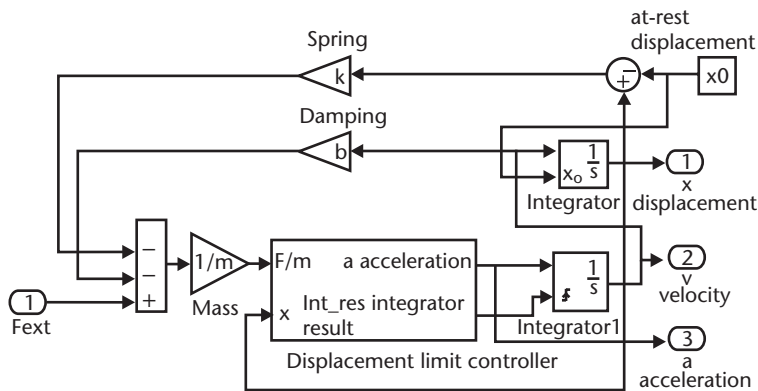 at-rest
displacement
Spring
k
−
+
x0
Damping
b
1/s
x₀
1
x
displacement
Integrator
−
−
+
1/m
Mass
F/m
a acceleration
x
Int_res integrator
result
1/s
2
v
velocity
Integrator1
1
Fext
Displacement limit controller
3
a
acceleration